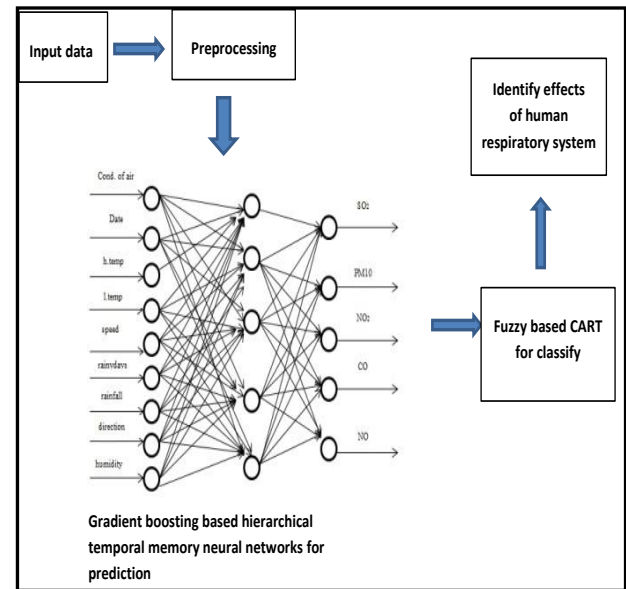 Input data
Preprocessing
Identify effects
of human
respiratory system
Cond. of air
Date
h.temp
l.temp
speed
rainydays
rainfall
direction
humidity
SO₂
PM10
NO₂
CO
NO
Fuzzy based CART
for classify
Gradient boosting based hierarchical
temporal memory neural networks for
prediction